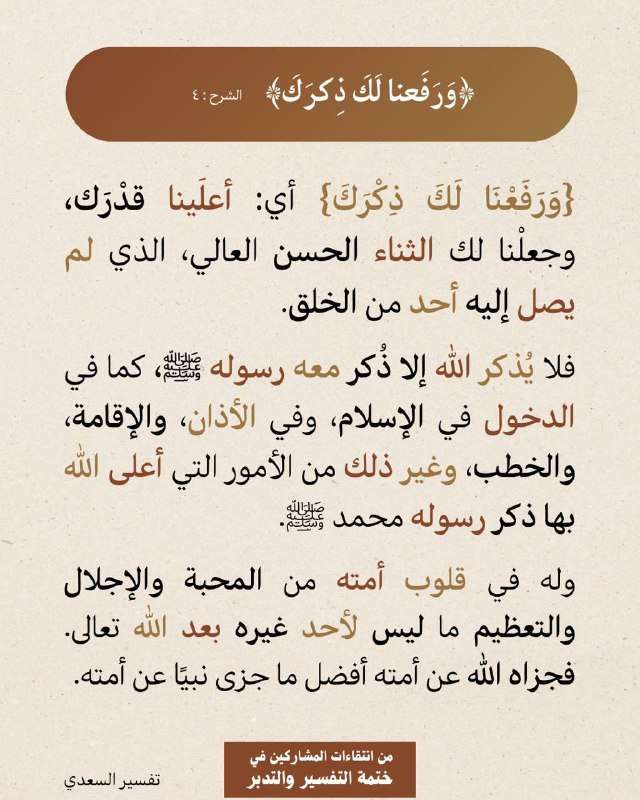 ﴿وَرَفَعنا لَكَ ذِكرَكَ﴾ الشرح: ٤
{وَرَفَعْنَا لَكَ ذِكْرَكَ} أي: أعلَينا قدْرَك،
وجعلْنا لك الثناء الحسن العالي، الذي لم
يصل إليه أحد من الخلق.
فلا يُذكر الله إلا ذُكر معه رسوله ﷺ، كما في
الدخول في الإسلام، وفي الأذان، والإقامة،
والخطب، وغير ذلك من الأمور التي أعلى الله
بها ذكر رسوله محمد ﷺ.
وله في قلوب أمته من المحبة والإجلال
والتعظيم ما ليس لأحد غيره بعد الله تعالى.
فجزاه الله عن أمته أفضل ما جزى نبيًا عن أمته.
من انتقاءات المشاركين في
ختمة التفسير والتدبر
تفسير السعدي